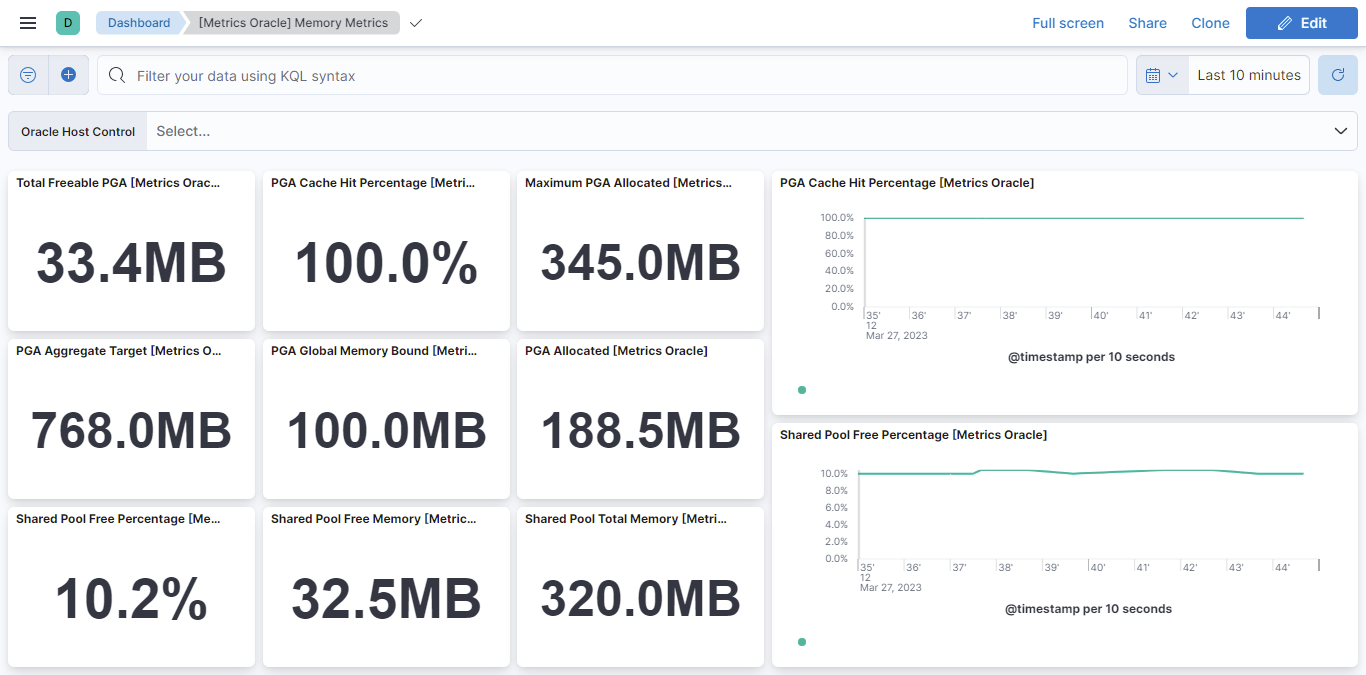 D
Dashboard
[Metrics Oracle] Memory Metrics
Full screen
Share
Clone
Edit
Filter your data using KQL syntax
Last 10 minutes
Oracle Host Control
Select...
Total Freeable PGA [Metrics Orac...
33.4MB
PGA Cache Hit Percentage [Metri...
100.0%
Maximum PGA Allocated [Metrics...
345.0MB
PGA Aggregate Target [Metrics O...
768.0MB
PGA Global Memory Bound [Metri...
100.0MB
PGA Allocated [Metrics Oracle]
188.5MB
Shared Pool Free Percentage [Me...
10.2%
Shared Pool Free Memory [Metric...
32.5MB
Shared Pool Total Memory [Metri...
320.0MB
PGA Cache Hit Percentage [Metrics Oracle]
100.0%
80.0%
60.0%
40.0%
20.0%
0.0%
35' 36' 37' 38' 39' 40' 41' 42' 43' 44'
12
Mar 27, 2023
@timestamp per 10 seconds
Shared Pool Free Percentage [Metrics Oracle]
10.0%
8.0%
6.0%
4.0%
2.0%
0.0%
35' 36' 37' 38' 39' 40' 41' 42' 43' 44'
12
Mar 27, 2023
@timestamp per 10 seconds